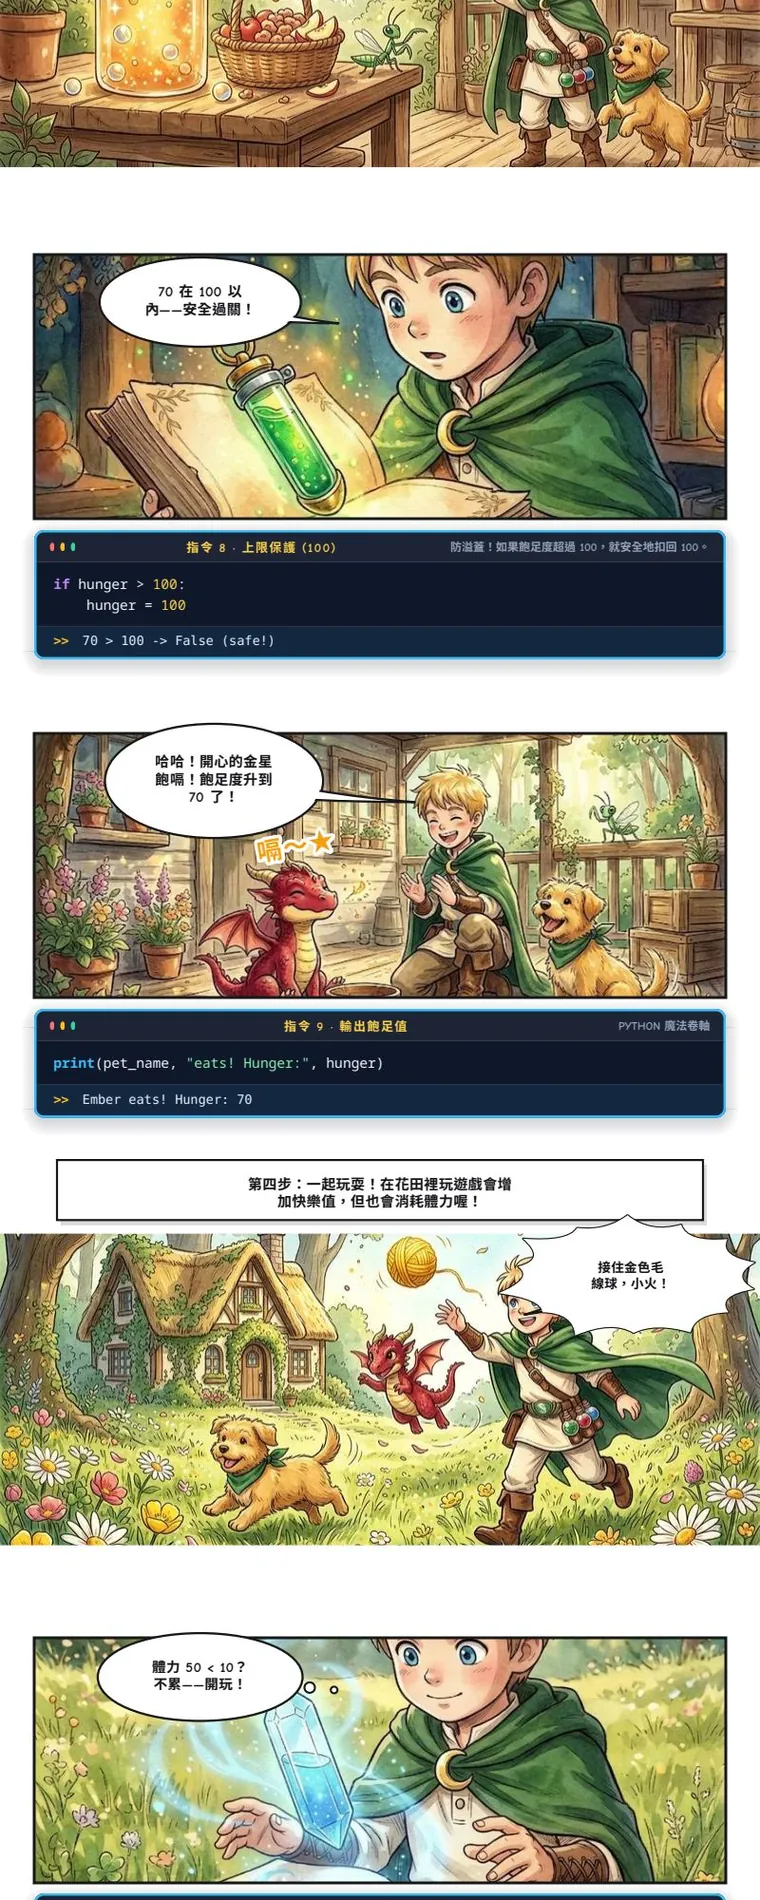 70 在 100 以
內——安全過關！
指令 8 · 上限保護 (100)
防溢蓋！如果飽足度超過 100，就安全地扣回 100。
if hunger > 100:
    hunger = 100
>> 70 > 100 -> False (safe!)
哈哈！開心的金星
飽嗝！飽足度升到
70 了！
嗝～★
指令 9 · 輸出飽足值
PYTHON 魔法卷軸
print(pet_name, "eats! Hunger:", hunger)
>> Ember eats! Hunger: 70
第四步：一起玩耍！在花田裡玩遊戲會增
加快樂值，但也會消耗體力喔！
接住金色毛
線球，小火！
體力 50 < 10？
不累——開玩！